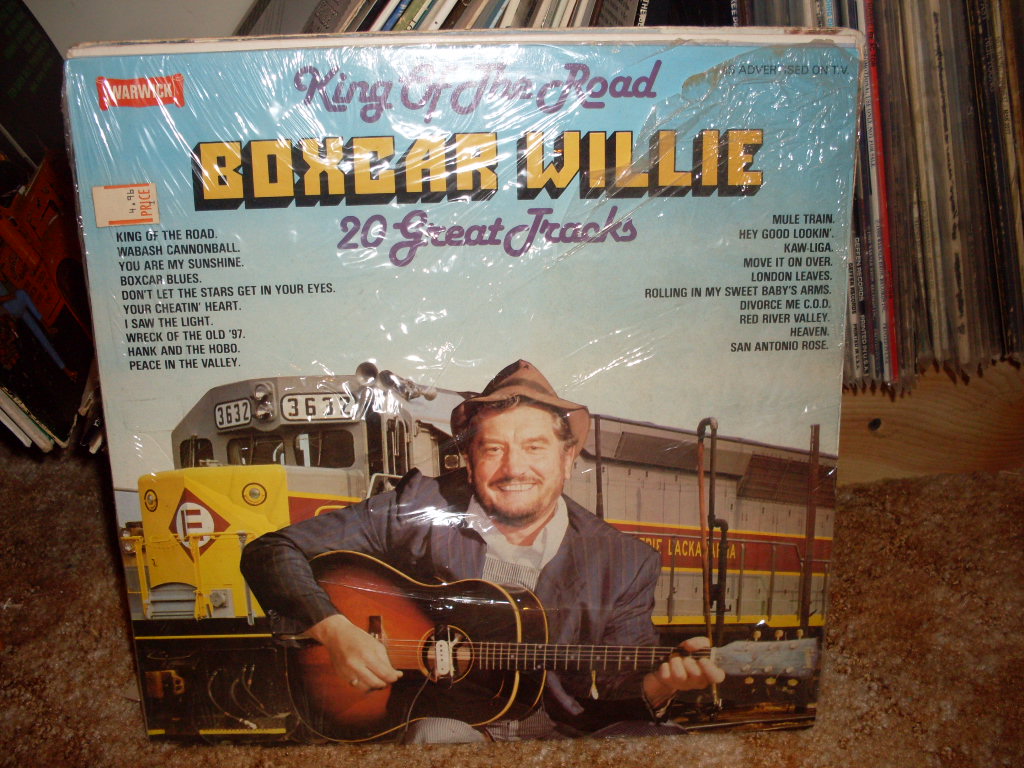 King Of The Road
WARWICK
AS ADVERTISED ON T.V.
BOXCAR WILLIE
4.96
PRICE
20 Great Tracks
KING OF THE ROAD.
WABASH CANNONBALL.
YOU ARE MY SUNSHINE.
BOXCAR BLUES.
DON'T LET THE STARS GET IN YOUR EYES.
YOUR CHEATIN' HEART.
I SAW THE LIGHT.
WRECK OF THE OLD '97.
HANK AND THE HOBO.
PEACE IN THE VALLEY.
MULE TRAIN.
HEY GOOD LOOKIN'.
KAW-LIGA.
MOVE IT ON OVER.
LONDON LEAVES.
ROLLING IN MY SWEET BABY'S ARMS.
DIVORCE ME C.O.D.
RED RIVER VALLEY.
HEAVEN.
SAN ANTONIO ROSE.
3632
3632
E
ERIE LACKAWANNA